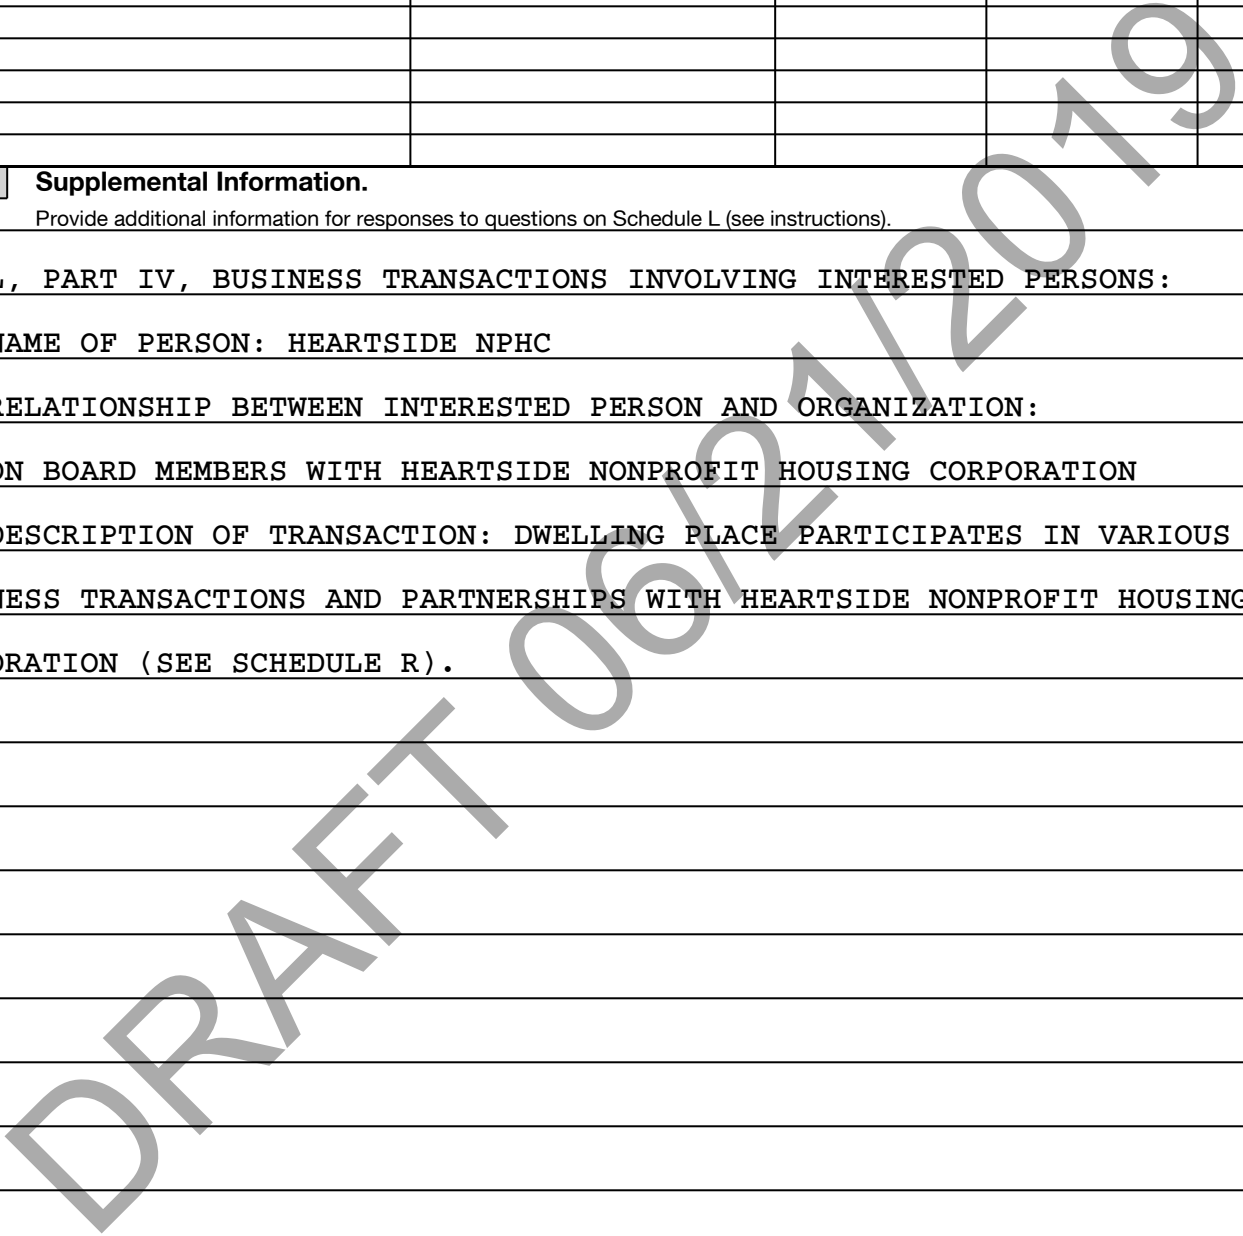 Supplemental Information.
Provide additional information for responses to questions on Schedule L (see instructions).
, PART IV, BUSINESS TRANSACTIONS INVOLVING INTERESTED PERSONS:
NAME OF PERSON: HEARTSIDE NPHC
RELATIONSHIP BETWEEN INTERESTED PERSON AND ORGANIZATION:
ON BOARD MEMBERS WITH HEARTSIDE NONPROFIT HOUSING CORPORATION
DESCRIPTION OF TRANSACTION: DWELLING PLACE PARTICIPATES IN VARIOUS
NESS TRANSACTIONS AND PARTNERSHIPS WITH HEARTSIDE NONPROFIT HOUSING
ORATION (SEE SCHEDULE R).
DRAFT 06/21/2019